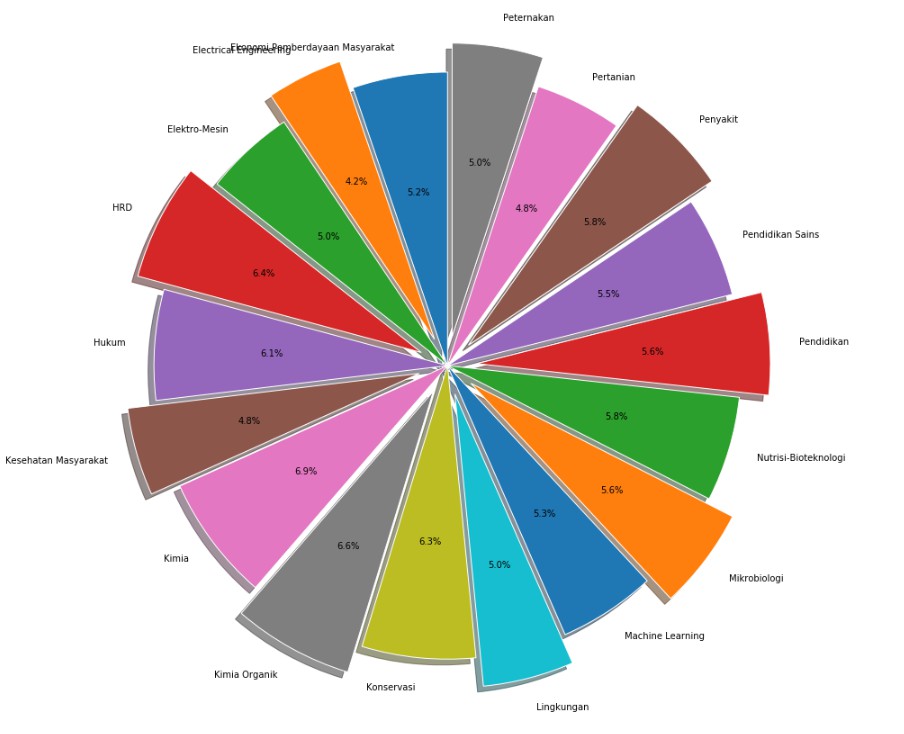 Peternakan
Ekonomi Pemberdayaan Masyarakat
Electrical Engineering
Pertanian
Penyakit
Elektro-Mesin
5.0%
4.2%
5.2%
4.8%
HRD
5.8%
Pendidikan Sains
5.0%
6.4%
5.5%
Hukum
6.1%
5.6%
Pendidikan
4.8%
5.8%
Kesehatan Masyarakat
Nutrisi-Bioteknologi
6.9%
5.6%
5.3%
Kimia
6.6%
6.3%
5.0%
Mikrobiologi
Machine Learning
Kimia Organik
Konservasi
Lingkungan